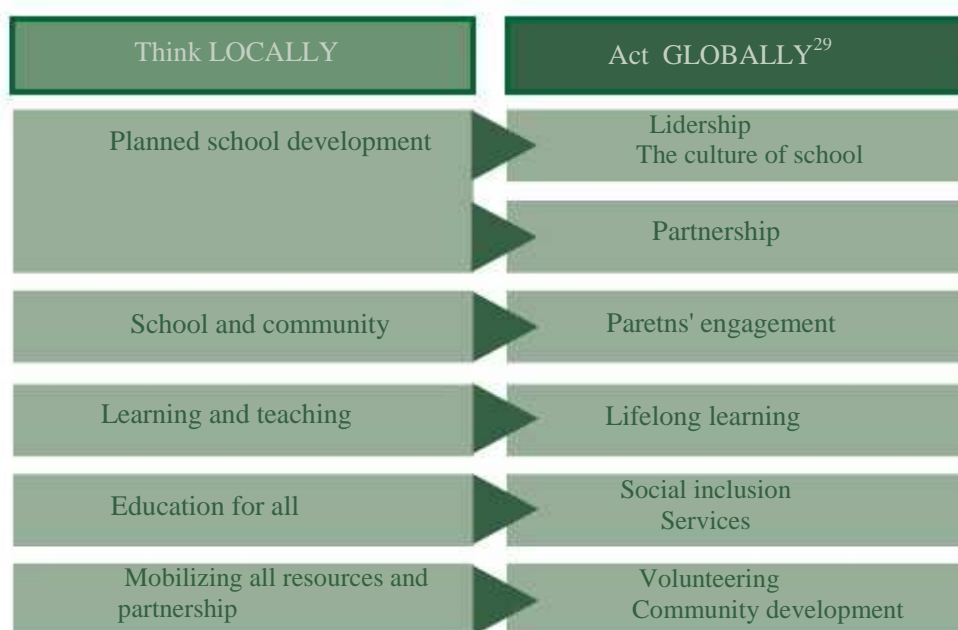 Think LOCALLY
Act GLOBALLY29
Planned school development
Lidership
The culture of school
Partnership
School and community
Paretns' engagement
Learning and teaching
Lifelong learning
Education for all
Social inclusion
Services
Mobilizing all resources and
partnership
Volunteering
Community development